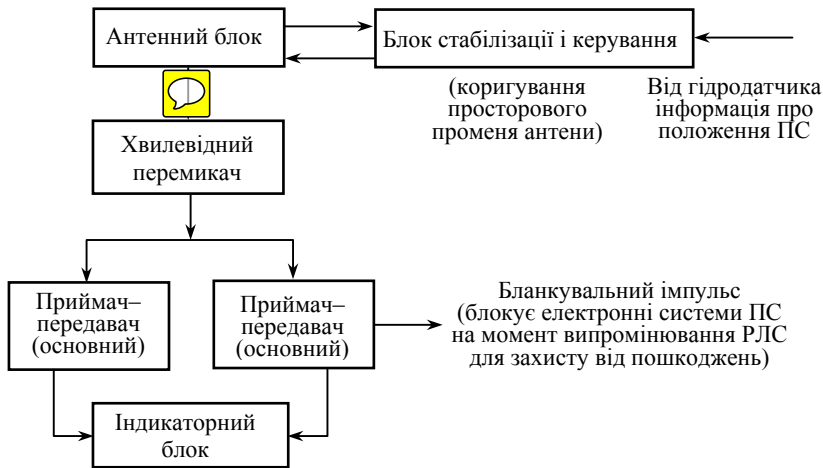 Антенний блок
Блок стабілізації і керування
(коригування
просторового
променя антени)
Від гідродатчика
інформація про
положення ПС
Хвилевідний
перемикач
Приймач–
передавач
(основний)
Приймач–
передавач
(основний)
Бланкувальний імпульс
(блокує електронні системи ПС
на момент випромінювання РЛС
для захисту від пошкоджень)
Індикаторний
блок